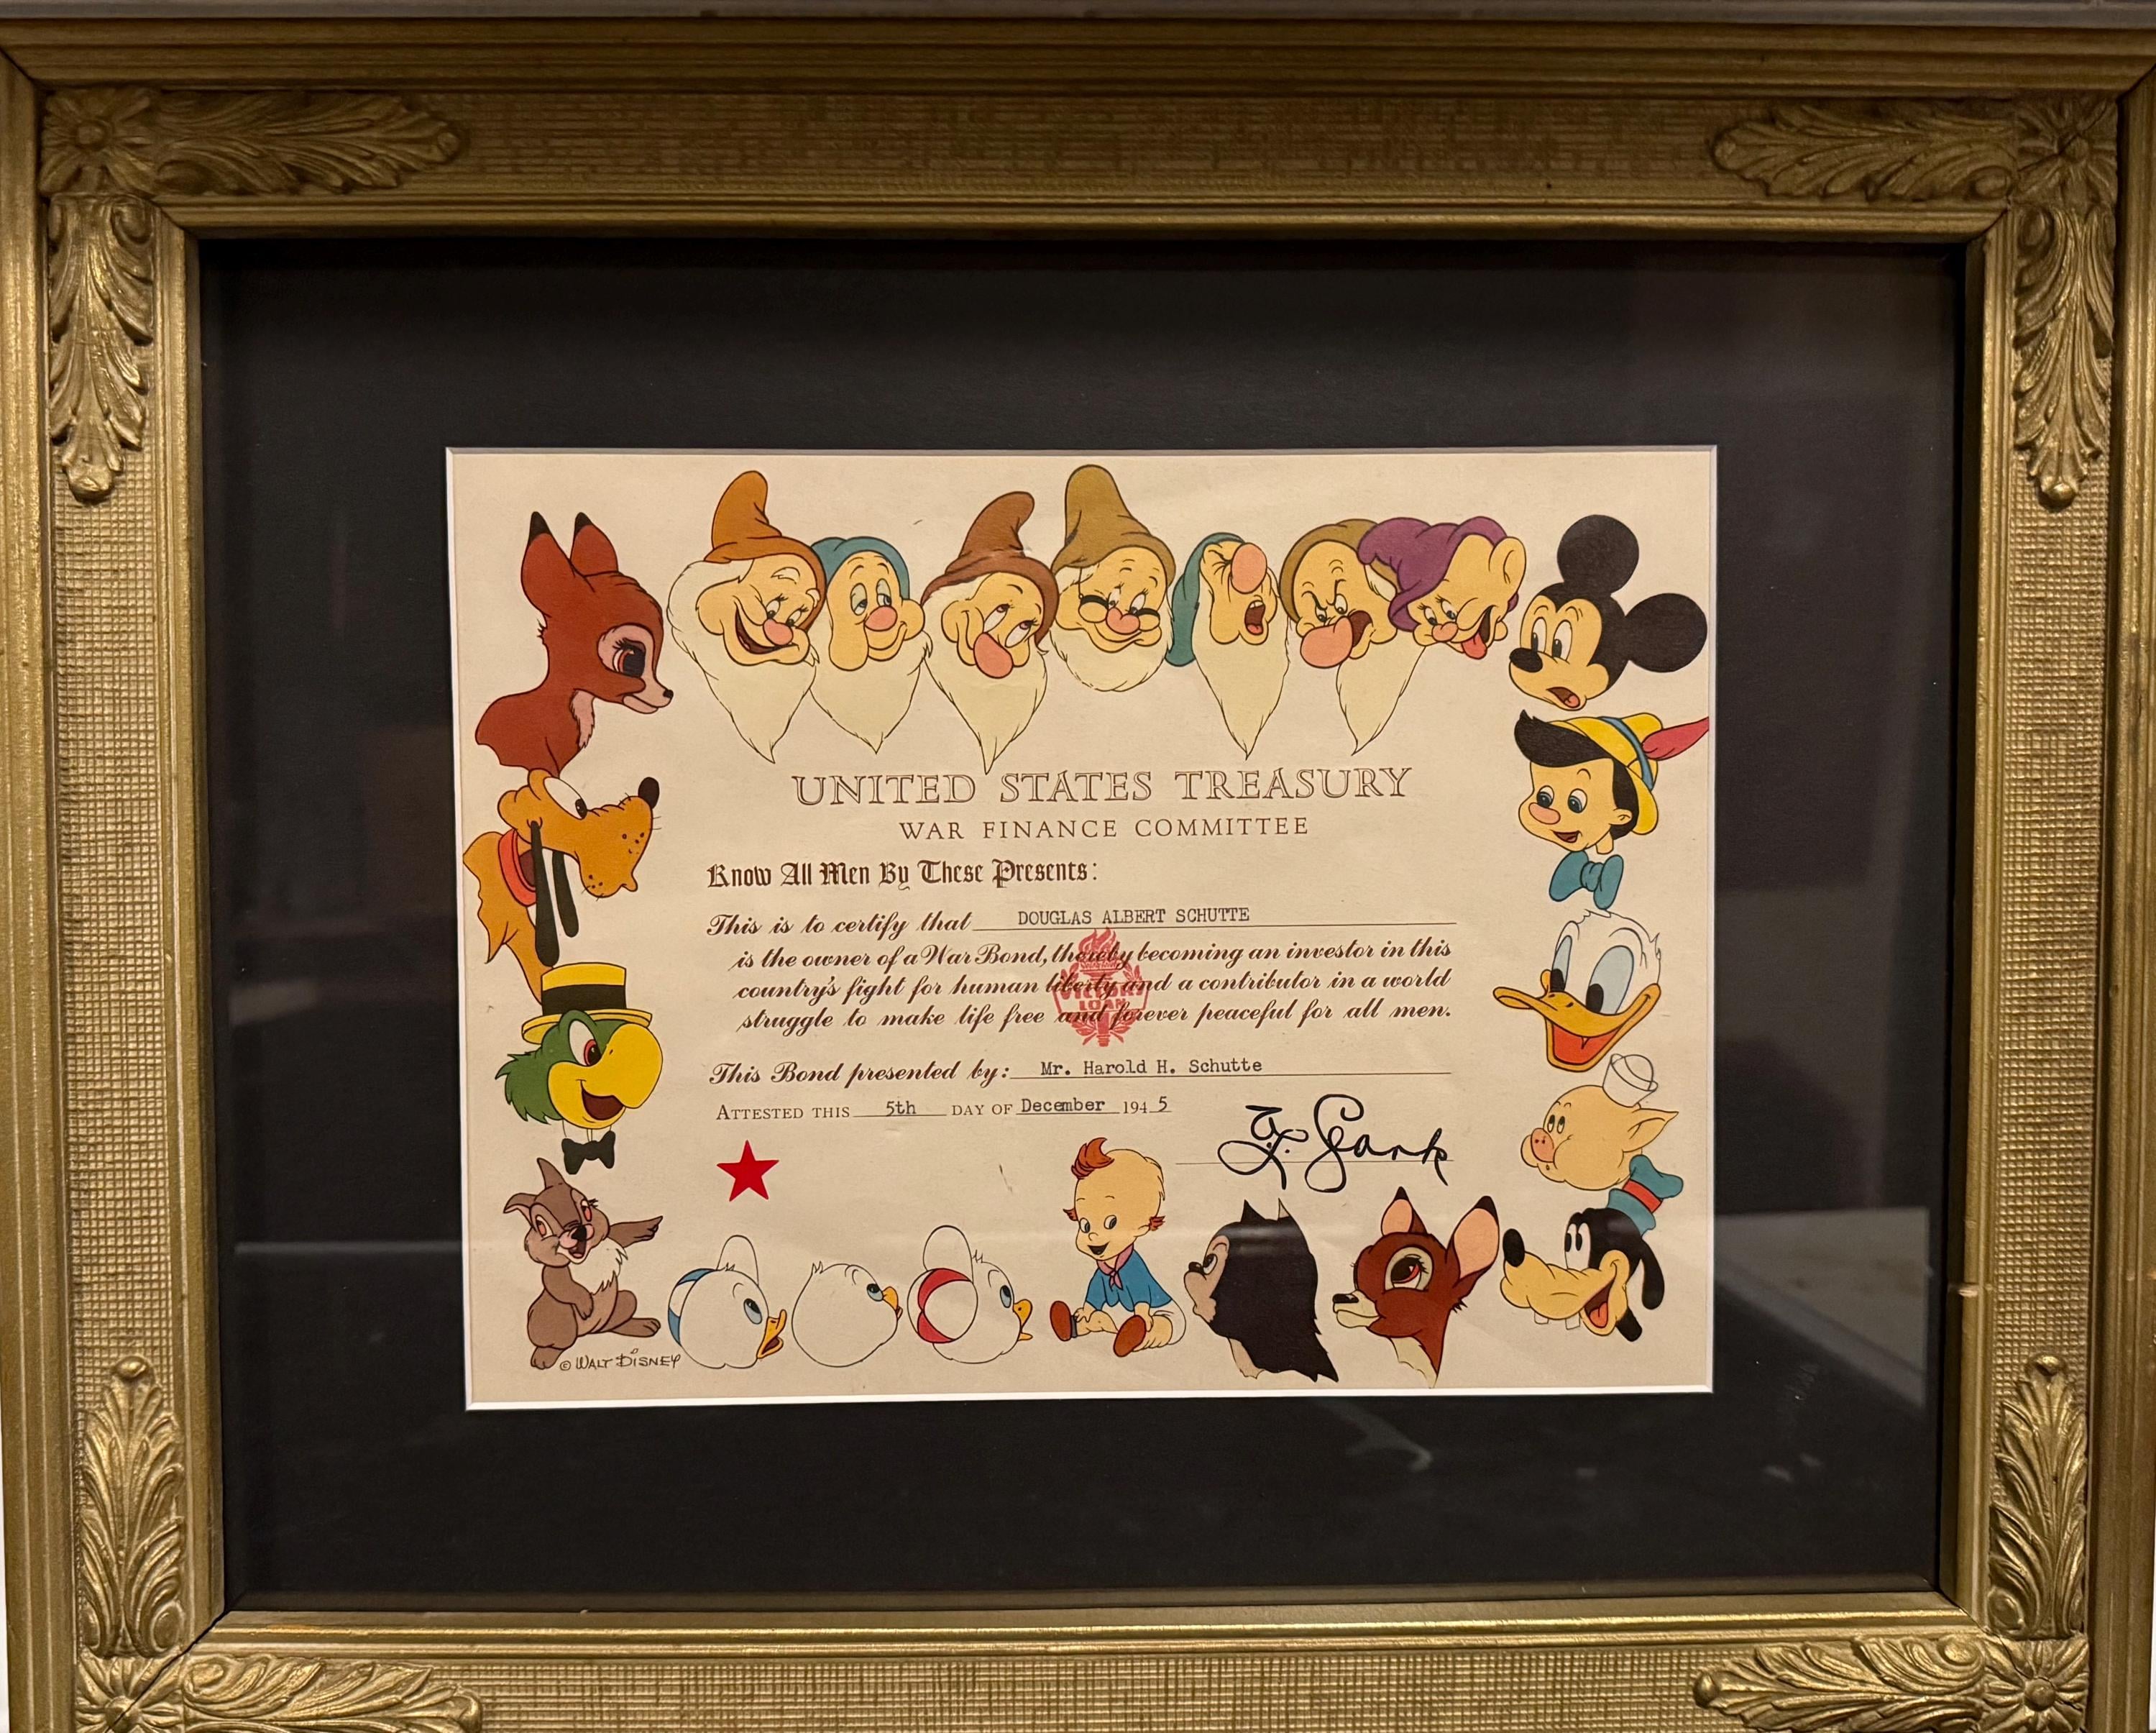 UNITED STATES TREASURY
WAR FINANCE COMMITTEE
Know All Men By These Presents:
This is to certify that DOUGLAS ALBERT SCHUTTE
is the owner of a War Bond, thereby becoming an investor in this
country's fight for human liberty and a contributor in a world
struggle to make life free and forever peaceful for all men.
VICTORY
LOAN
This Bond presented by: Mr. Harold H. Schutte
ATTESTED THIS 5th DAY OF December 1945
© WALT DISNEY